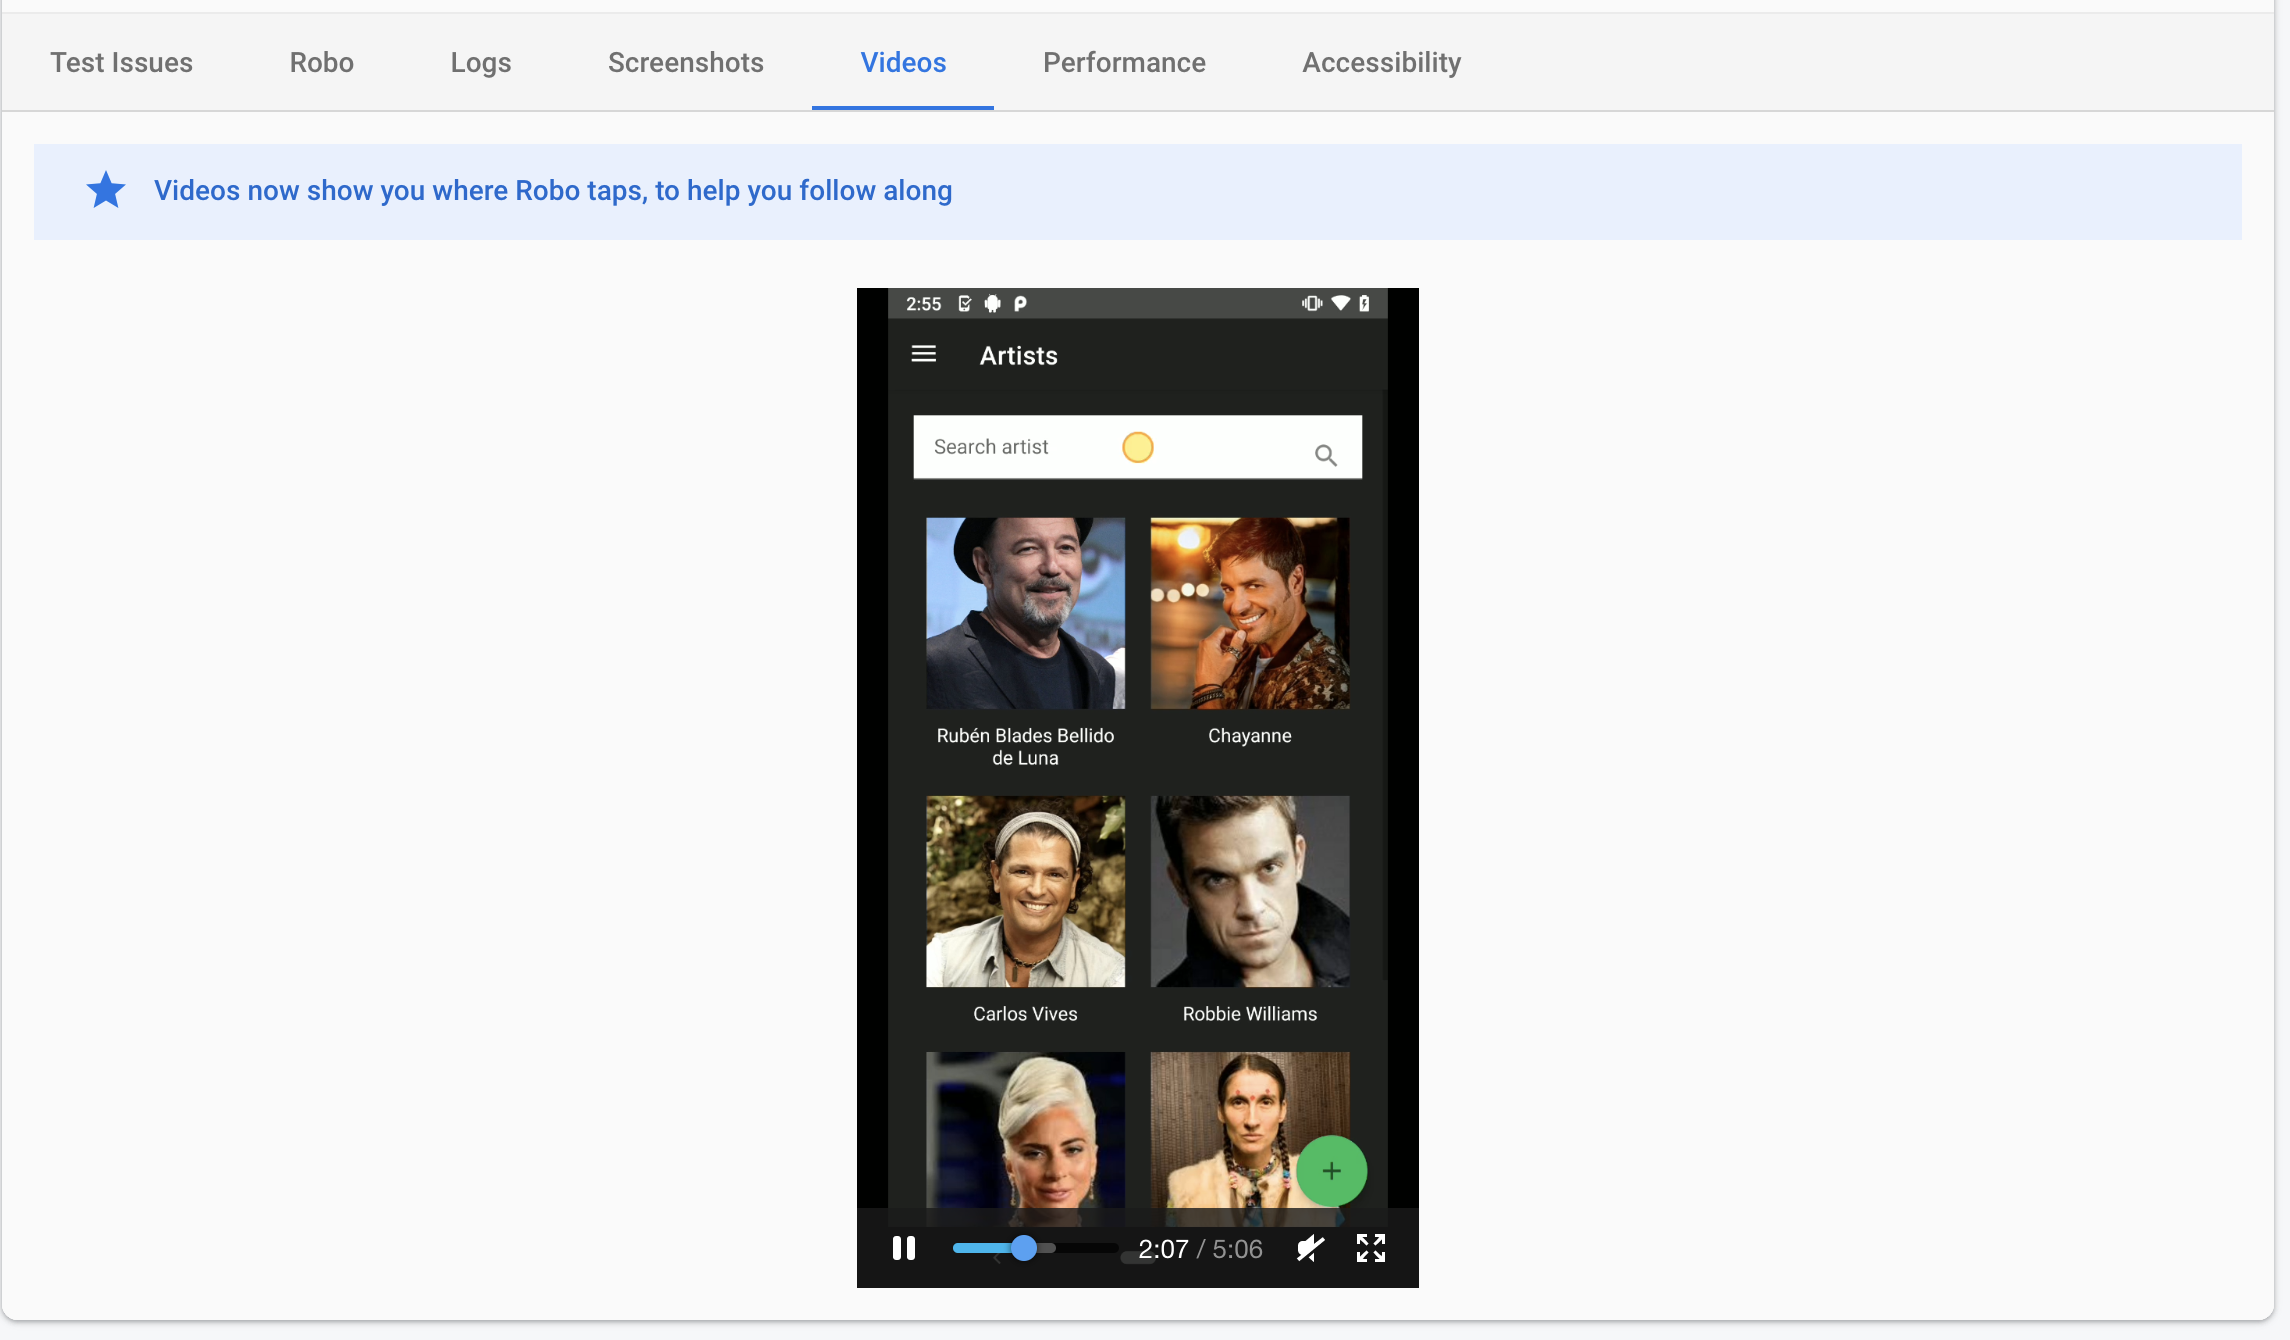 Test Issues Robo Logs Screenshots Videos Performance Accessibility
Videos now show you where Robo taps, to help you follow along
2:55
Artists
Search artist
Rubén Blades Bellido
de Luna
Chayanne
Carlos Vives
Robbie Williams
2:07 / 5:06